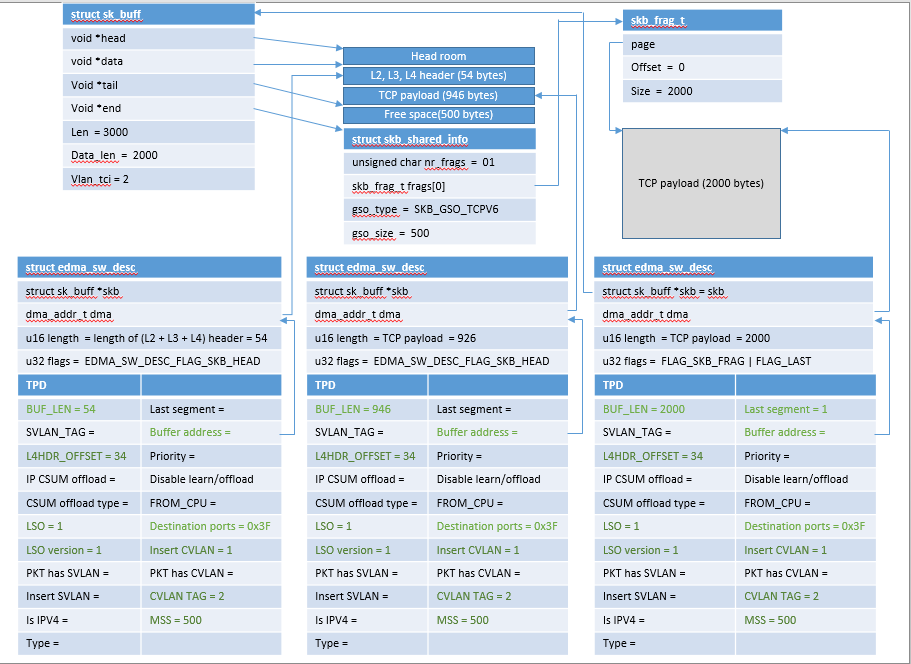 struct sk_buff
void *head
void *data
Void *tail
Void *end
Len = 3000
Data_len = 2000
Vlan_tci = 2
Head room
L2, L3, L4 header (54 bytes)
TCP payload (946 bytes)
Free space(500 bytes)
struct skb_shared_info
unsigned char nr_frags = 01
skb_frag_t frags[0]
gso_type = SKB_GSO_TCPV6
gso_size = 500
skb_frag_t
page
Offset = 0
Size = 2000
TCP payload (2000 bytes)
struct edma_sw_desc
struct sk_buff *skb
dma_addr_t dma
u16 length = length of (L2 + L3 + L4) header = 54
u32 flags = EDMA_SW_DESC_FLAG_SKB_HEAD
TPD
BUF_LEN = 54 Last segment =
SVLAN_TAG = Buffer address =
L4HDR_OFFSET = 34 Priority =
IP CSUM offload = Disable learn/offload
CSUM offload type = FROM_CPU =
LSO = 1 Destination ports = 0x3F
LSO version = 1 Insert CVLAN = 1
PKT has SVLAN = PKT has CVLAN =
Insert SVLAN = CVLAN TAG = 2
Is IPV4 = MSS = 500
Type =
struct edma_sw_desc
struct sk_buff *skb
dma_addr_t dma
u16 length = TCP payload = 926
u32 flags = EDMA_SW_DESC_FLAG_SKB_HEAD
TPD
BUF_LEN = 946 Last segment =
SVLAN_TAG = Buffer address =
L4HDR_OFFSET = 34 Priority =
IP CSUM offload = Disable learn/offload
CSUM offload type = FROM_CPU =
LSO = 1 Destination ports = 0x3F
LSO version = 1 Insert CVLAN = 1
PKT has SVLAN = PKT has CVLAN =
Insert SVLAN = CVLAN TAG = 2
Is IPV4 = MSS = 500
Type =
struct edma_sw_desc
struct sk_buff *skb = skb
dma_addr_t dma
u16 length = TCP payload = 2000
u32 flags = FLAG_SKB_FRAG | FLAG_LAST
TPD
BUF_LEN = 2000 Last segment = 1
SVLAN_TAG = Buffer address =
L4HDR_OFFSET = 34 Priority =
IP CSUM offload = Disable learn/offload
CSUM offload type = FROM_CPU =
LSO = 1 Destination ports = 0x3F
LSO version = 1 Insert CVLAN = 1
PKT has SVLAN = PKT has CVLAN =
Insert SVLAN = CVLAN TAG = 2
Is IPV4 = MSS = 500
Type =